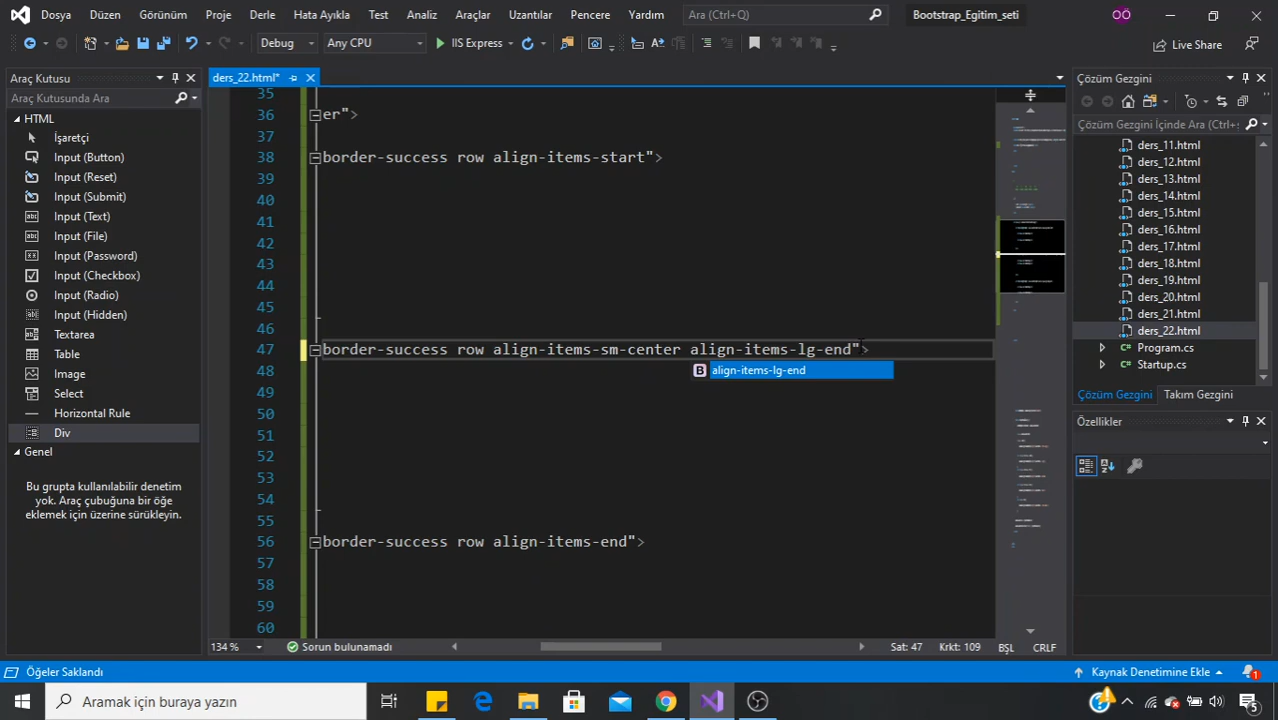 Dosya Düzen Görünüm Proje Derle Hata Ayıkla Test Analiz Araçlar Uzantılar Pencere Yardım Ara (Ctrl+Q) Bootstrap_Egitim_seti OÖ
Debug Any CPU IIS Express Live Share
Araç Kutusu
Araç Kutusunda Ara
HTML
İşaretçi
Input (Button)
Input (Reset)
Input (Submit)
Input (Text)
Input (File)
Input (Password)
Input (Checkbox)
Input (Radio)
Input (Hidden)
Textarea
Table
Image
Select
Horizontal Rule
Div
Genel
Bu grupta kullanılabilir denetim
yok. Araç çubuğuna bir öğe
eklemek için üzerine sürükleyin.
ders_22.html*
35
36 er">
37
38 border-success row align-items-start">
39
40
41
42
43
44
45
46
47 border-success row align-items-sm-center align-items-lg-end">
B align-items-lg-end
48
49
50
51
52
53
54
55
56 border-success row align-items-end">
57
58
59
60
134 % Sorun bulunamadı Sat: 47 Krkt: 109 BŞL CRLF
Çözüm Gezgini
Çözüm Gezgini İçinde Ara (Ctrl+
ders_11.html
ders_12.html
ders_13.html
ders_14.html
ders_15.html
ders_16.html
ders_17.html
ders_18.html
ders_19.html
ders_20.html
ders_21.html
ders_22.html
Program.cs
Startup.cs
Çözüm Gezgini Takım Gezgini
Özellikler
Öğeler Saklandı Kaynak Denetimine Ekle 1
Aramak için buraya yazın 5